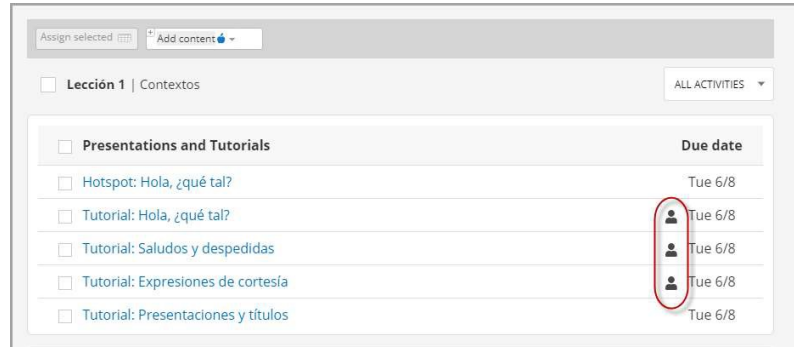 Assign selected Add content
Lección 1 | Contextos ALL ACTIVITIES
Presentations and Tutorials Due date
Hotspot: Hola, ¿qué tal? Tue 6/8
Tutorial: Hola, ¿qué tal? Tue 6/8
Tutorial: Saludos y despedidas Tue 6/8
Tutorial: Expresiones de cortesía Tue 6/8
Tutorial: Presentaciones y títulos Tue 6/8